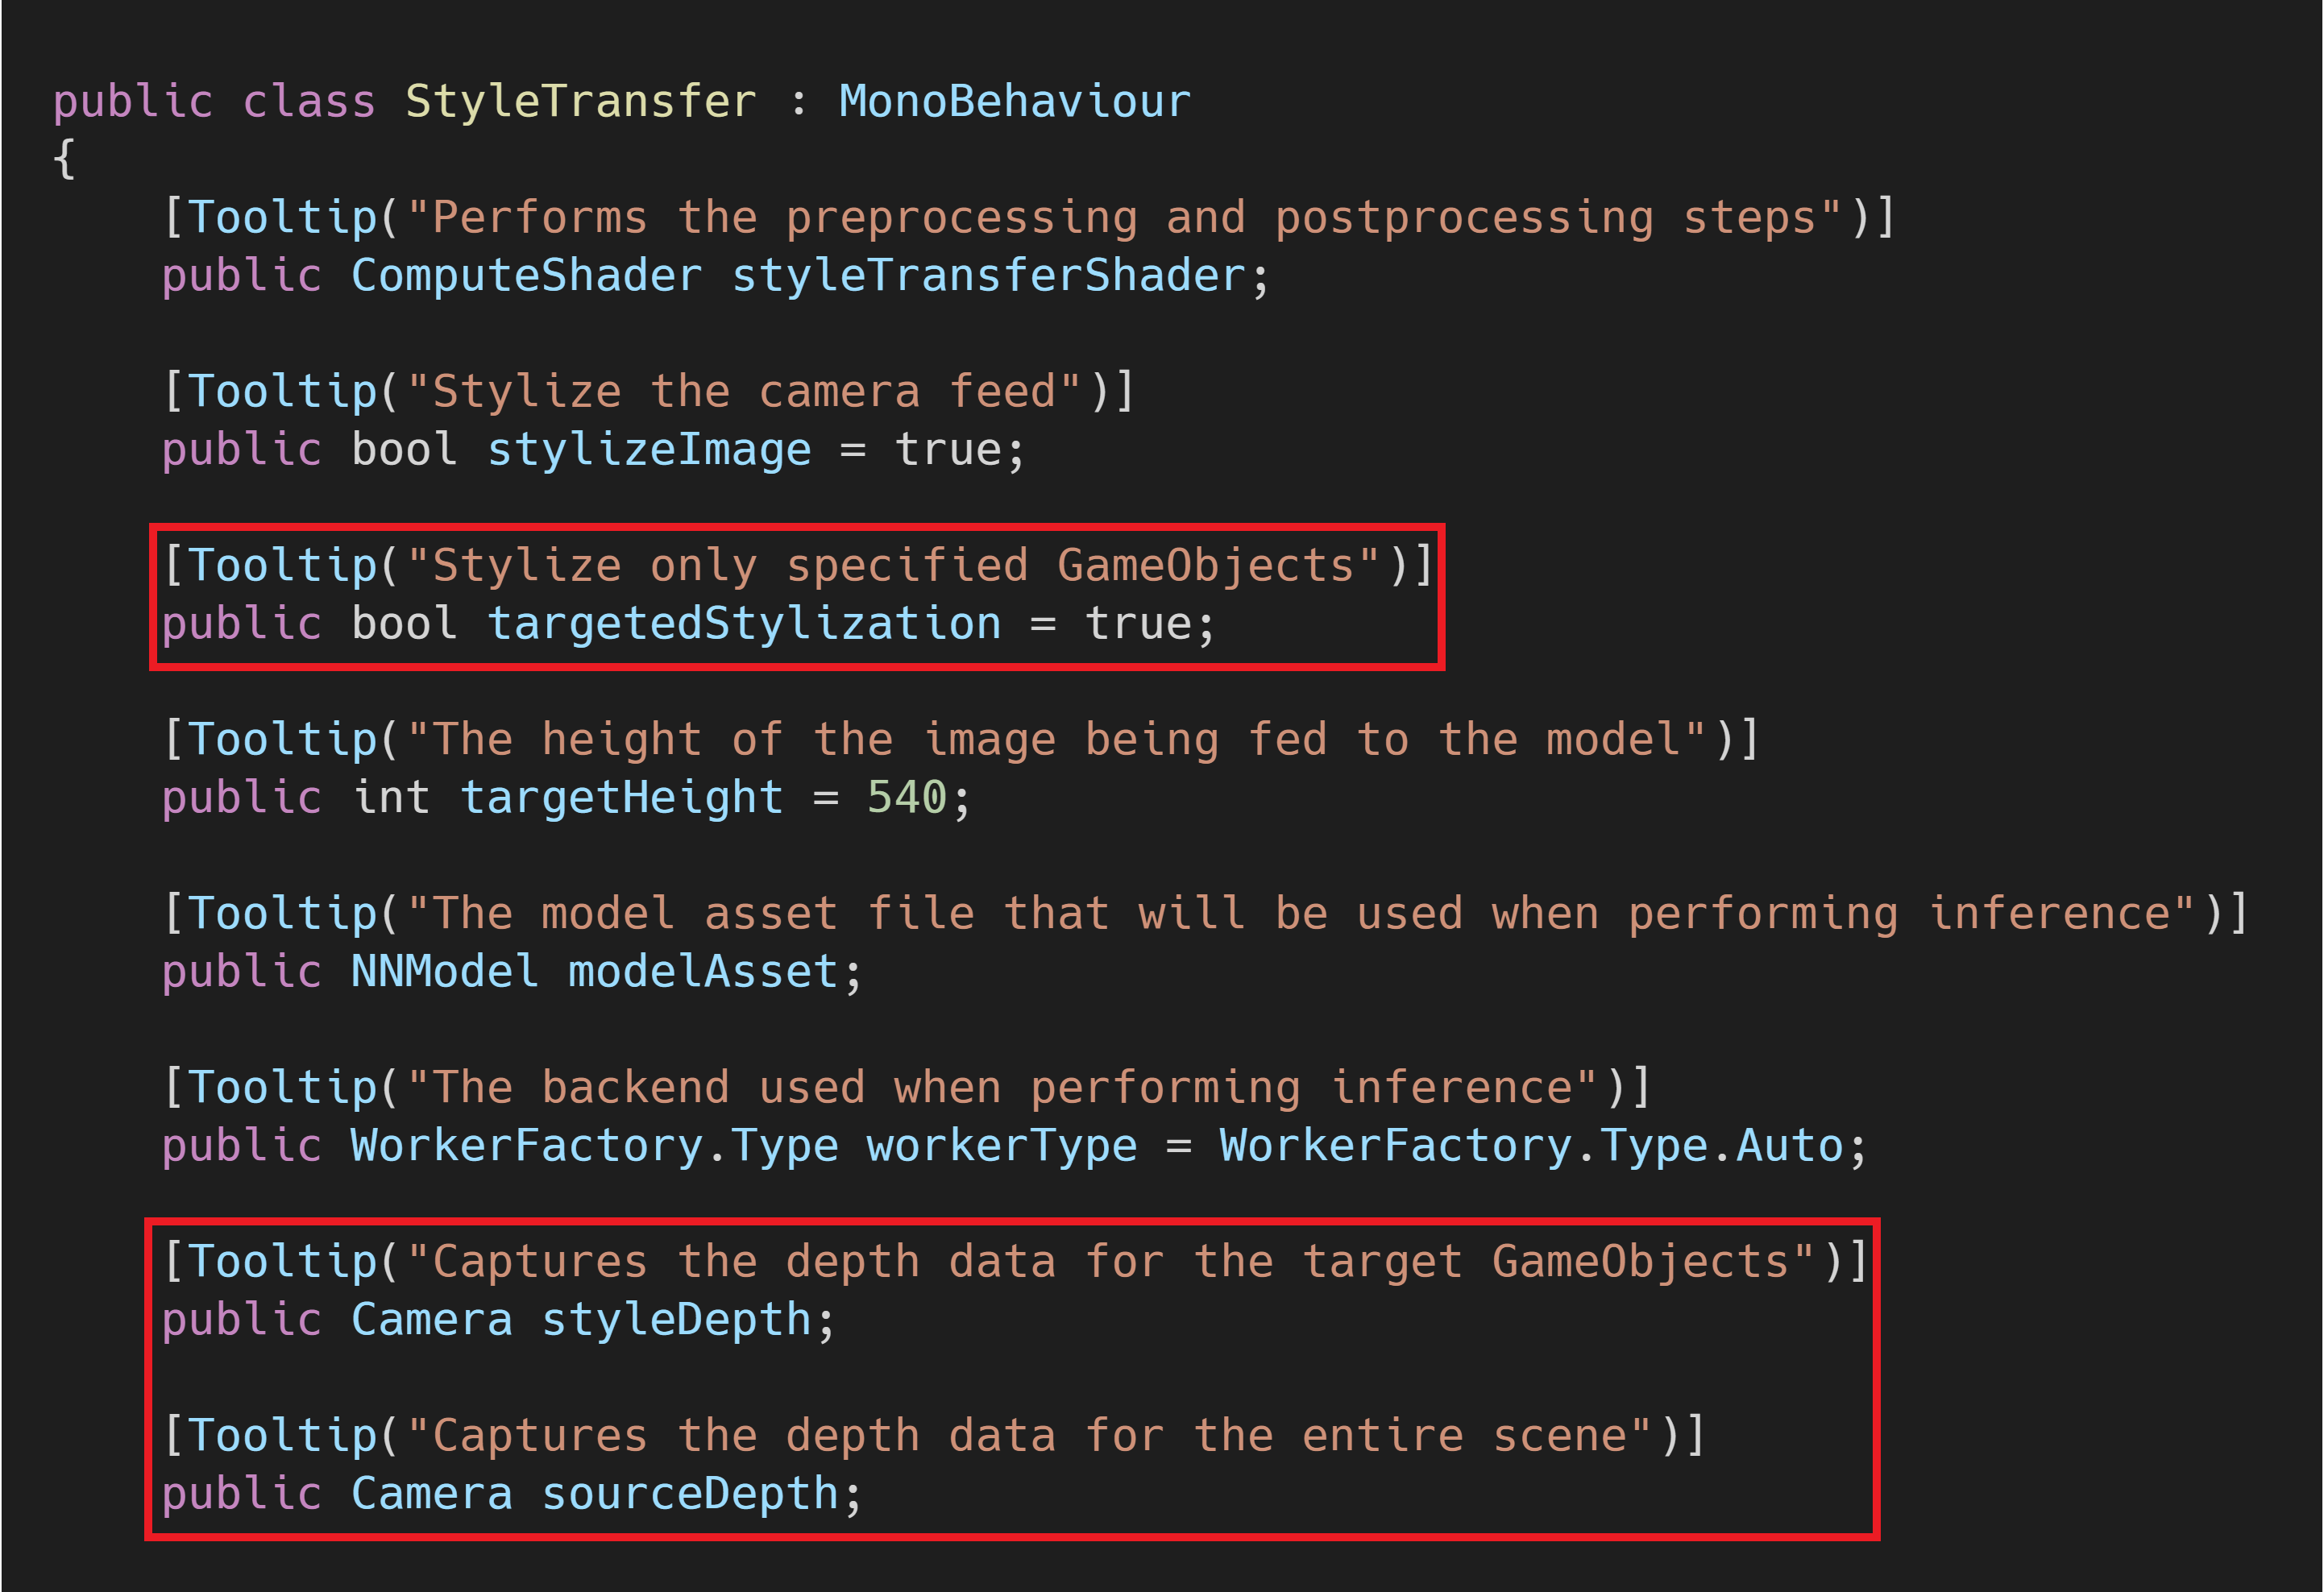 public class StyleTransfer : MonoBehaviour
{
    [Tooltip("Performs the preprocessing and postprocessing steps")]
    public ComputeShader styleTransferShader;

    [Tooltip("Stylize the camera feed")]
    public bool stylizeImage = true;

    [Tooltip("Stylize only specified GameObjects")]
    public bool targetedStylization = true;

    [Tooltip("The height of the image being fed to the model")]
    public int targetHeight = 540;

    [Tooltip("The model asset file that will be used when performing inference")]
    public NNModel modelAsset;

    [Tooltip("The backend used when performing inference")]
    public WorkerFactory.Type workerType = WorkerFactory.Type.Auto;

    [Tooltip("Captures the depth data for the target GameObjects")]
    public Camera styleDepth;

    [Tooltip("Captures the depth data for the entire scene")]
    public Camera sourceDepth;